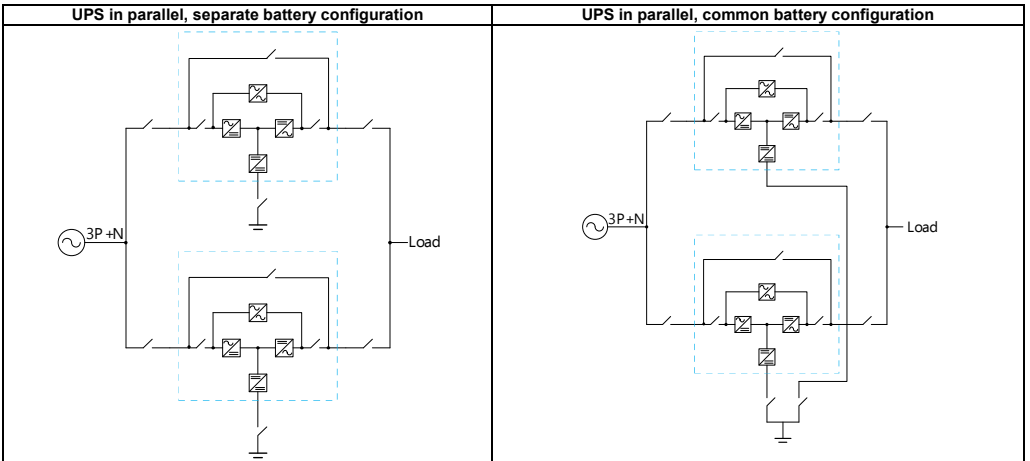 UPS in parallel, separate battery configuration
UPS in parallel, common battery configuration
3P+N
Load
3P+N
Load